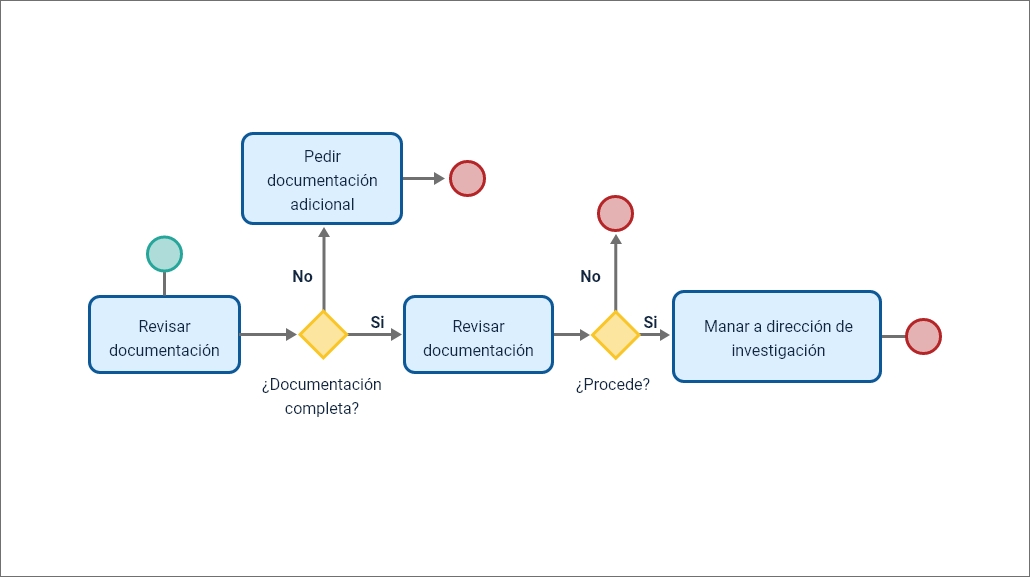 Pedir
documentación
adicional
No
No
Revisar
documentación
Si
Revisar
documentación
Si
Manar a dirección de
investigación
¿Documentación
completa?
¿Procede?